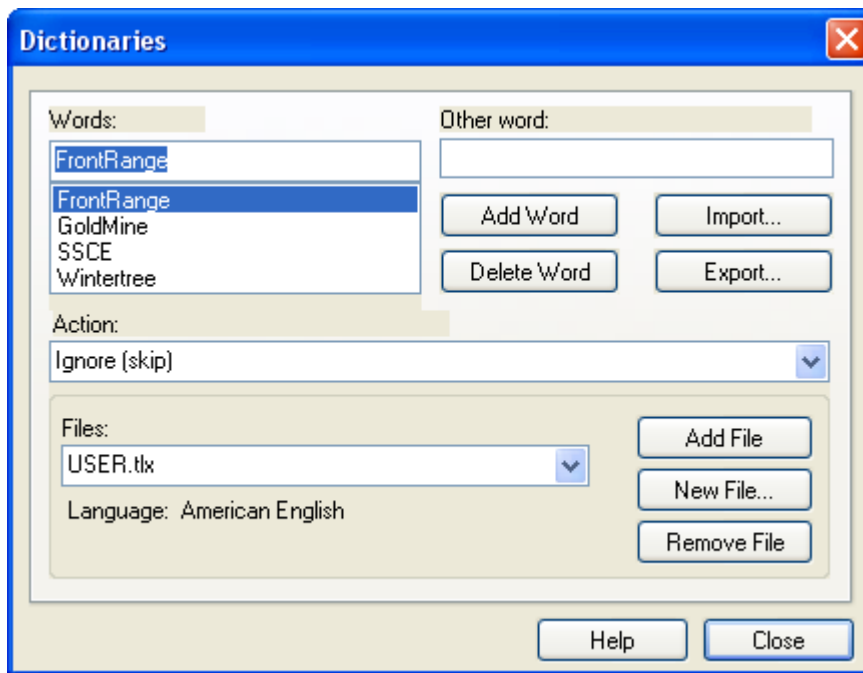 Dictionaries
Words:
Other word:
FrontRange
FrontRange
GoldMine
SSCE
Wintertree
Add Word
Import...
Delete Word
Export...
Action:
Ignore (skip)
Files:
USER.tlx
Language: American English
Add File
New File...
Remove File
Help
Close